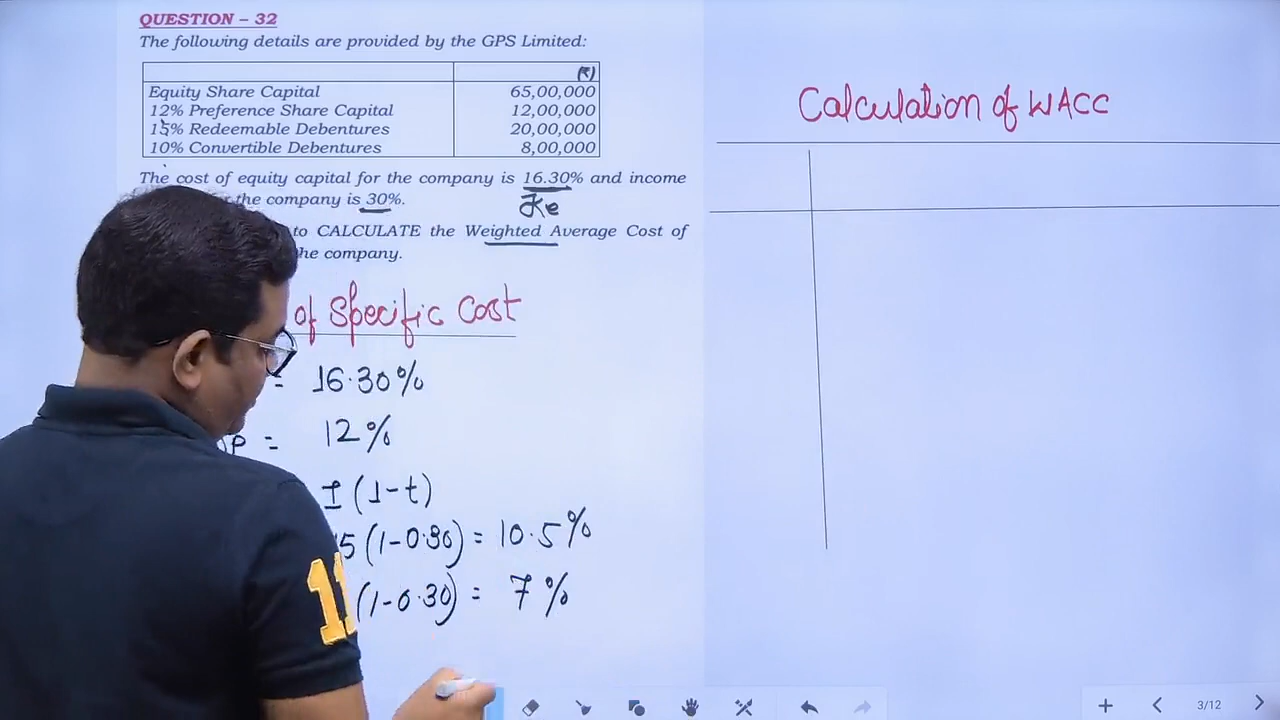 QUESTION – 32
The following details are provided by the GPS Limited:
(₹)
Equity Share Capital 65,00,000
12% Preference Share Capital 12,00,000
15% Redeemable Debentures 20,00,000
10% Convertible Debentures 8,00,000
The cost of equity capital for the company is 16.30% and income
the company is 30%.
Ke
to CALCULATE the Weighted Average Cost of
the company.
of Specific Cost
= 16.30%
P = 12%
I (1-t)
15 (1-0.30) = 10.5%
(1-0.30) = 7%
Calculation of WACC
11
3/12